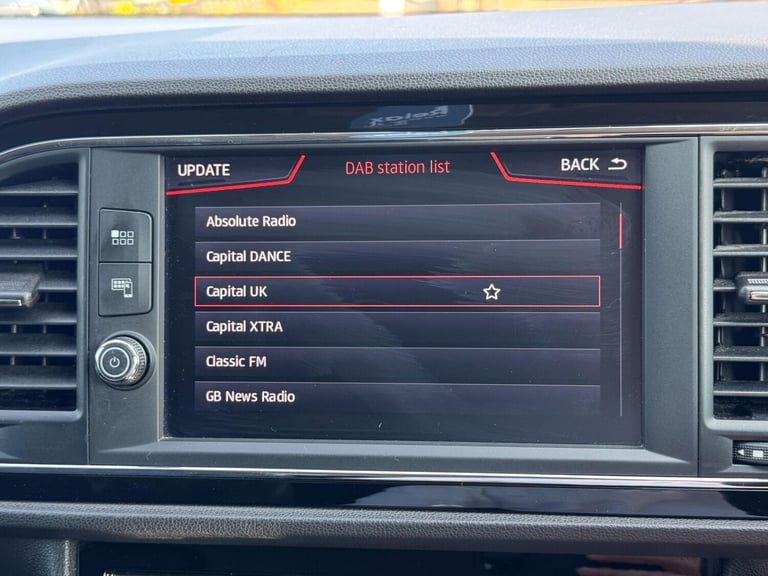 UPDATE
DAB station list
BACK
Absolute Radio
Capital DANCE
Capital UK
Capital XTRA
Classic FM
GB News Radio